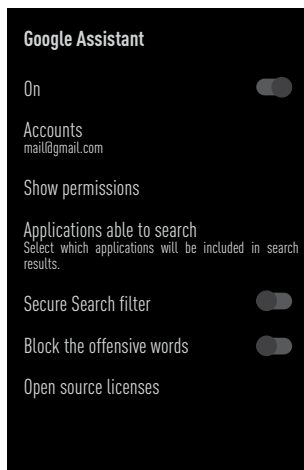 Google Assistant
On
Accounts
mail@gmail.com
Show permissions
Applications able to search
Select which applications will be included in search
results.
Secure Search filter
Block the offensive words
Open source licenses